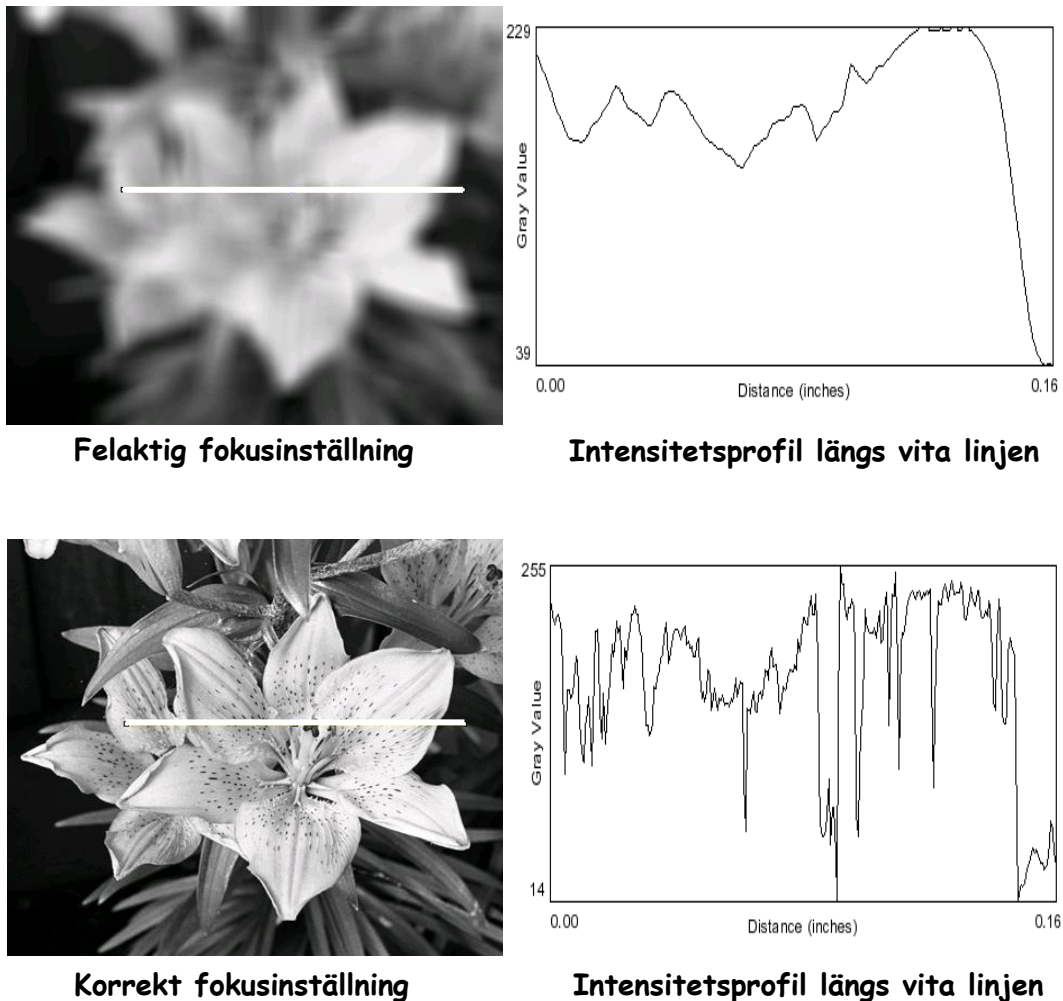 229
Gray Value
39
0.00
0.16
Distance (inches)
Felaktig fokusinställning
Intensitetsprofil längs vita linjen
255
Gray Value
14
0.00
0.16
Distance (inches)
Korrekt fokusinställning
Intensitetsprofil längs vita linjen